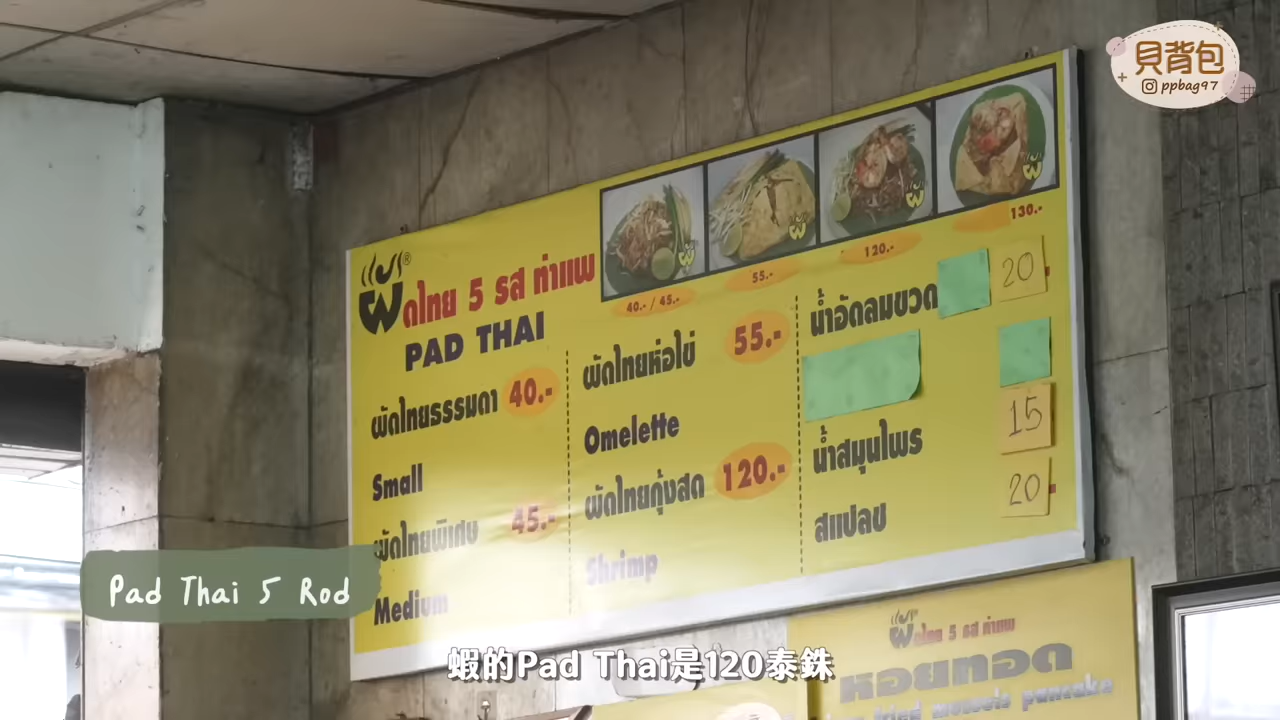 貝背包
ppbag97
ผัดไทย 5 รส ท่าแพ
PAD THAI
40.- / 45.-
55.-
120.-
130.-
ผัดไทยธรรมดา 40.-
Small
ผัดไทยพิเศษ 45.-
Medium
ผัดไทยห่อไข่ 55.-
Omelette
ผัดไทยกุ้งสด 120.-
Shrimp
น้ำอัดลมขวด 20
น้ำสมุนไพร 15
สแปลช 20
Pad Thai 5 Rod
ผัดไทย 5 รส ท่าแพ
หอยทอด
fried mussels pancake
蝦的Pad Thai是120泰銖